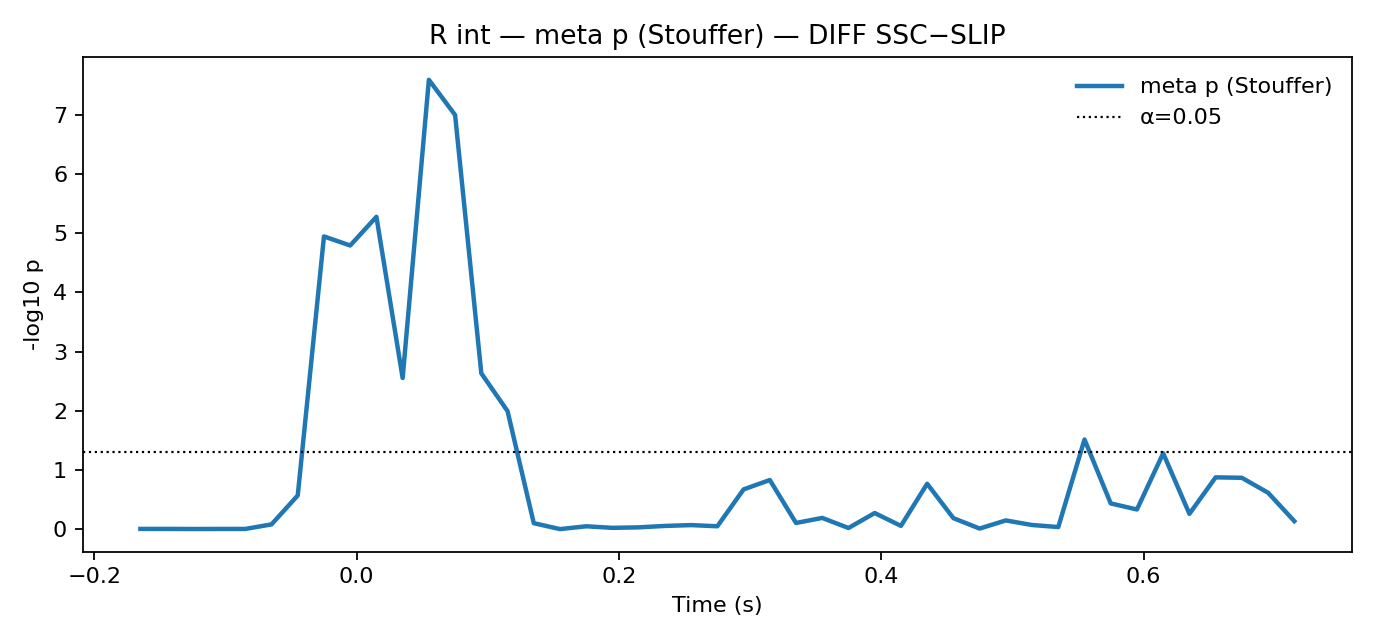 R int — meta p (Stouffer) — DIFF SSC−SLIP
meta p (Stouffer)
α=0.05
-log10 p
7
6
5
4
3
2
1
0
−0.2
0.0
0.2
0.4
0.6
Time (s)